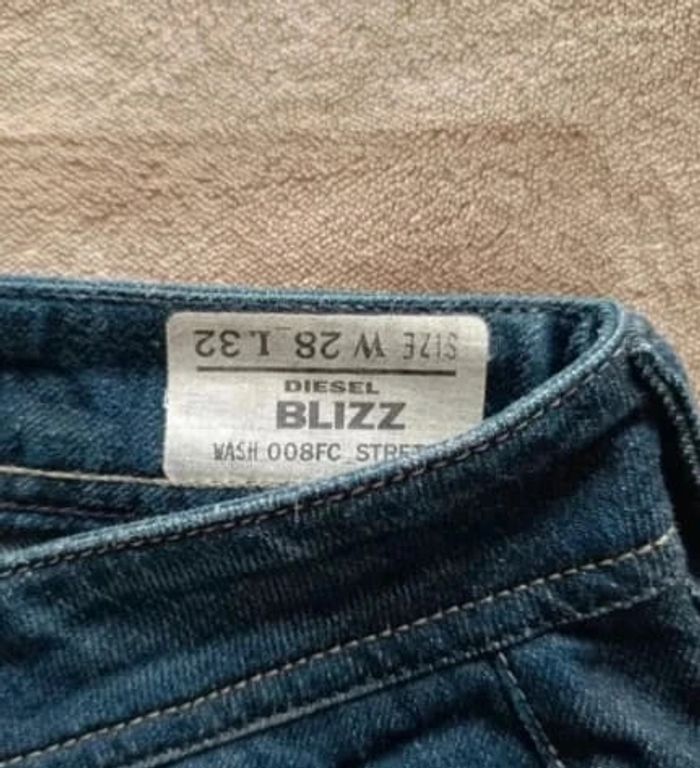 SIZE W 28 L 32
DIESEL
BLIZZ
WASH 008FC